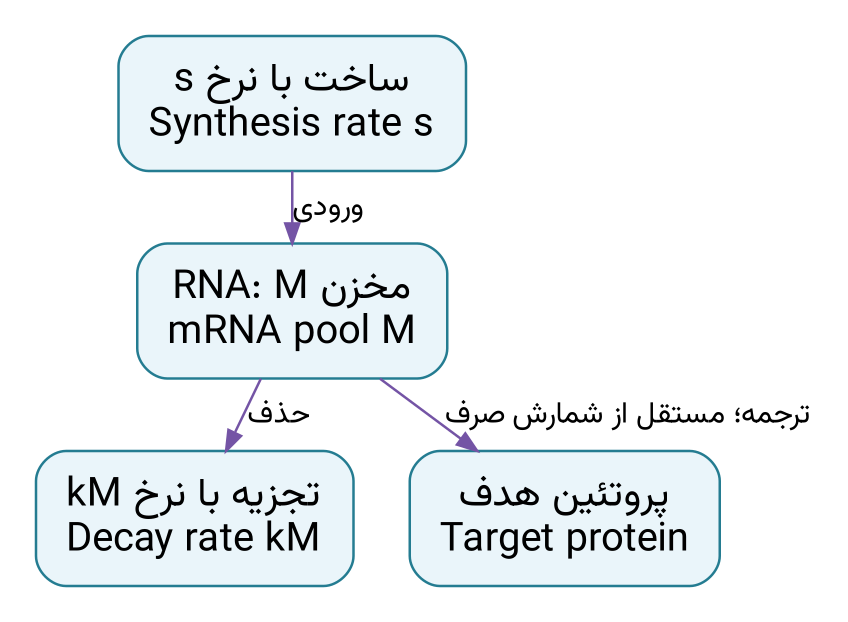 ساخت با نرخ s
Synthesis rate s
ورودی
مخزن RNA: M
mRNA pool M
حذف
ترجمه؛ مستقل از شمارش صرف
تجزیه با نرخ kM
Decay rate kM
پروتئین هدف
Target protein